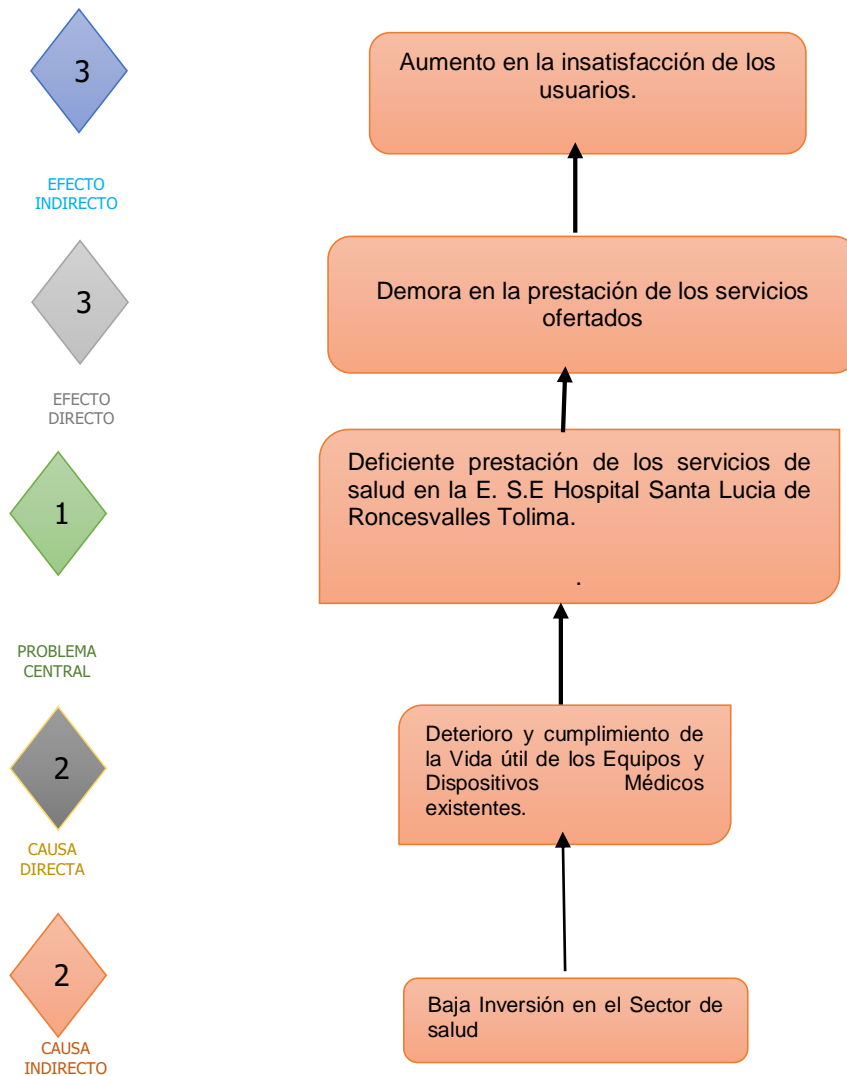 3
Aumento en la insatisfacción de los
usuarios.
EFECTO
INDIRECTO
3
Demora en la prestación de los servicios
ofertados
EFECTO
DIRECTO
1
Deficiente prestación de los servicios de
salud en la E. S.E Hospital Santa Lucia de
Roncesvalles Tolima.
.
PROBLEMA
CENTRAL
2
Deterioro y cumplimiento de
la Vida útil de los Equipos y
Dispositivos Médicos
existentes.
CAUSA
DIRECTA
2
Baja Inversión en el Sector de
salud
CAUSA
INDIRECTO